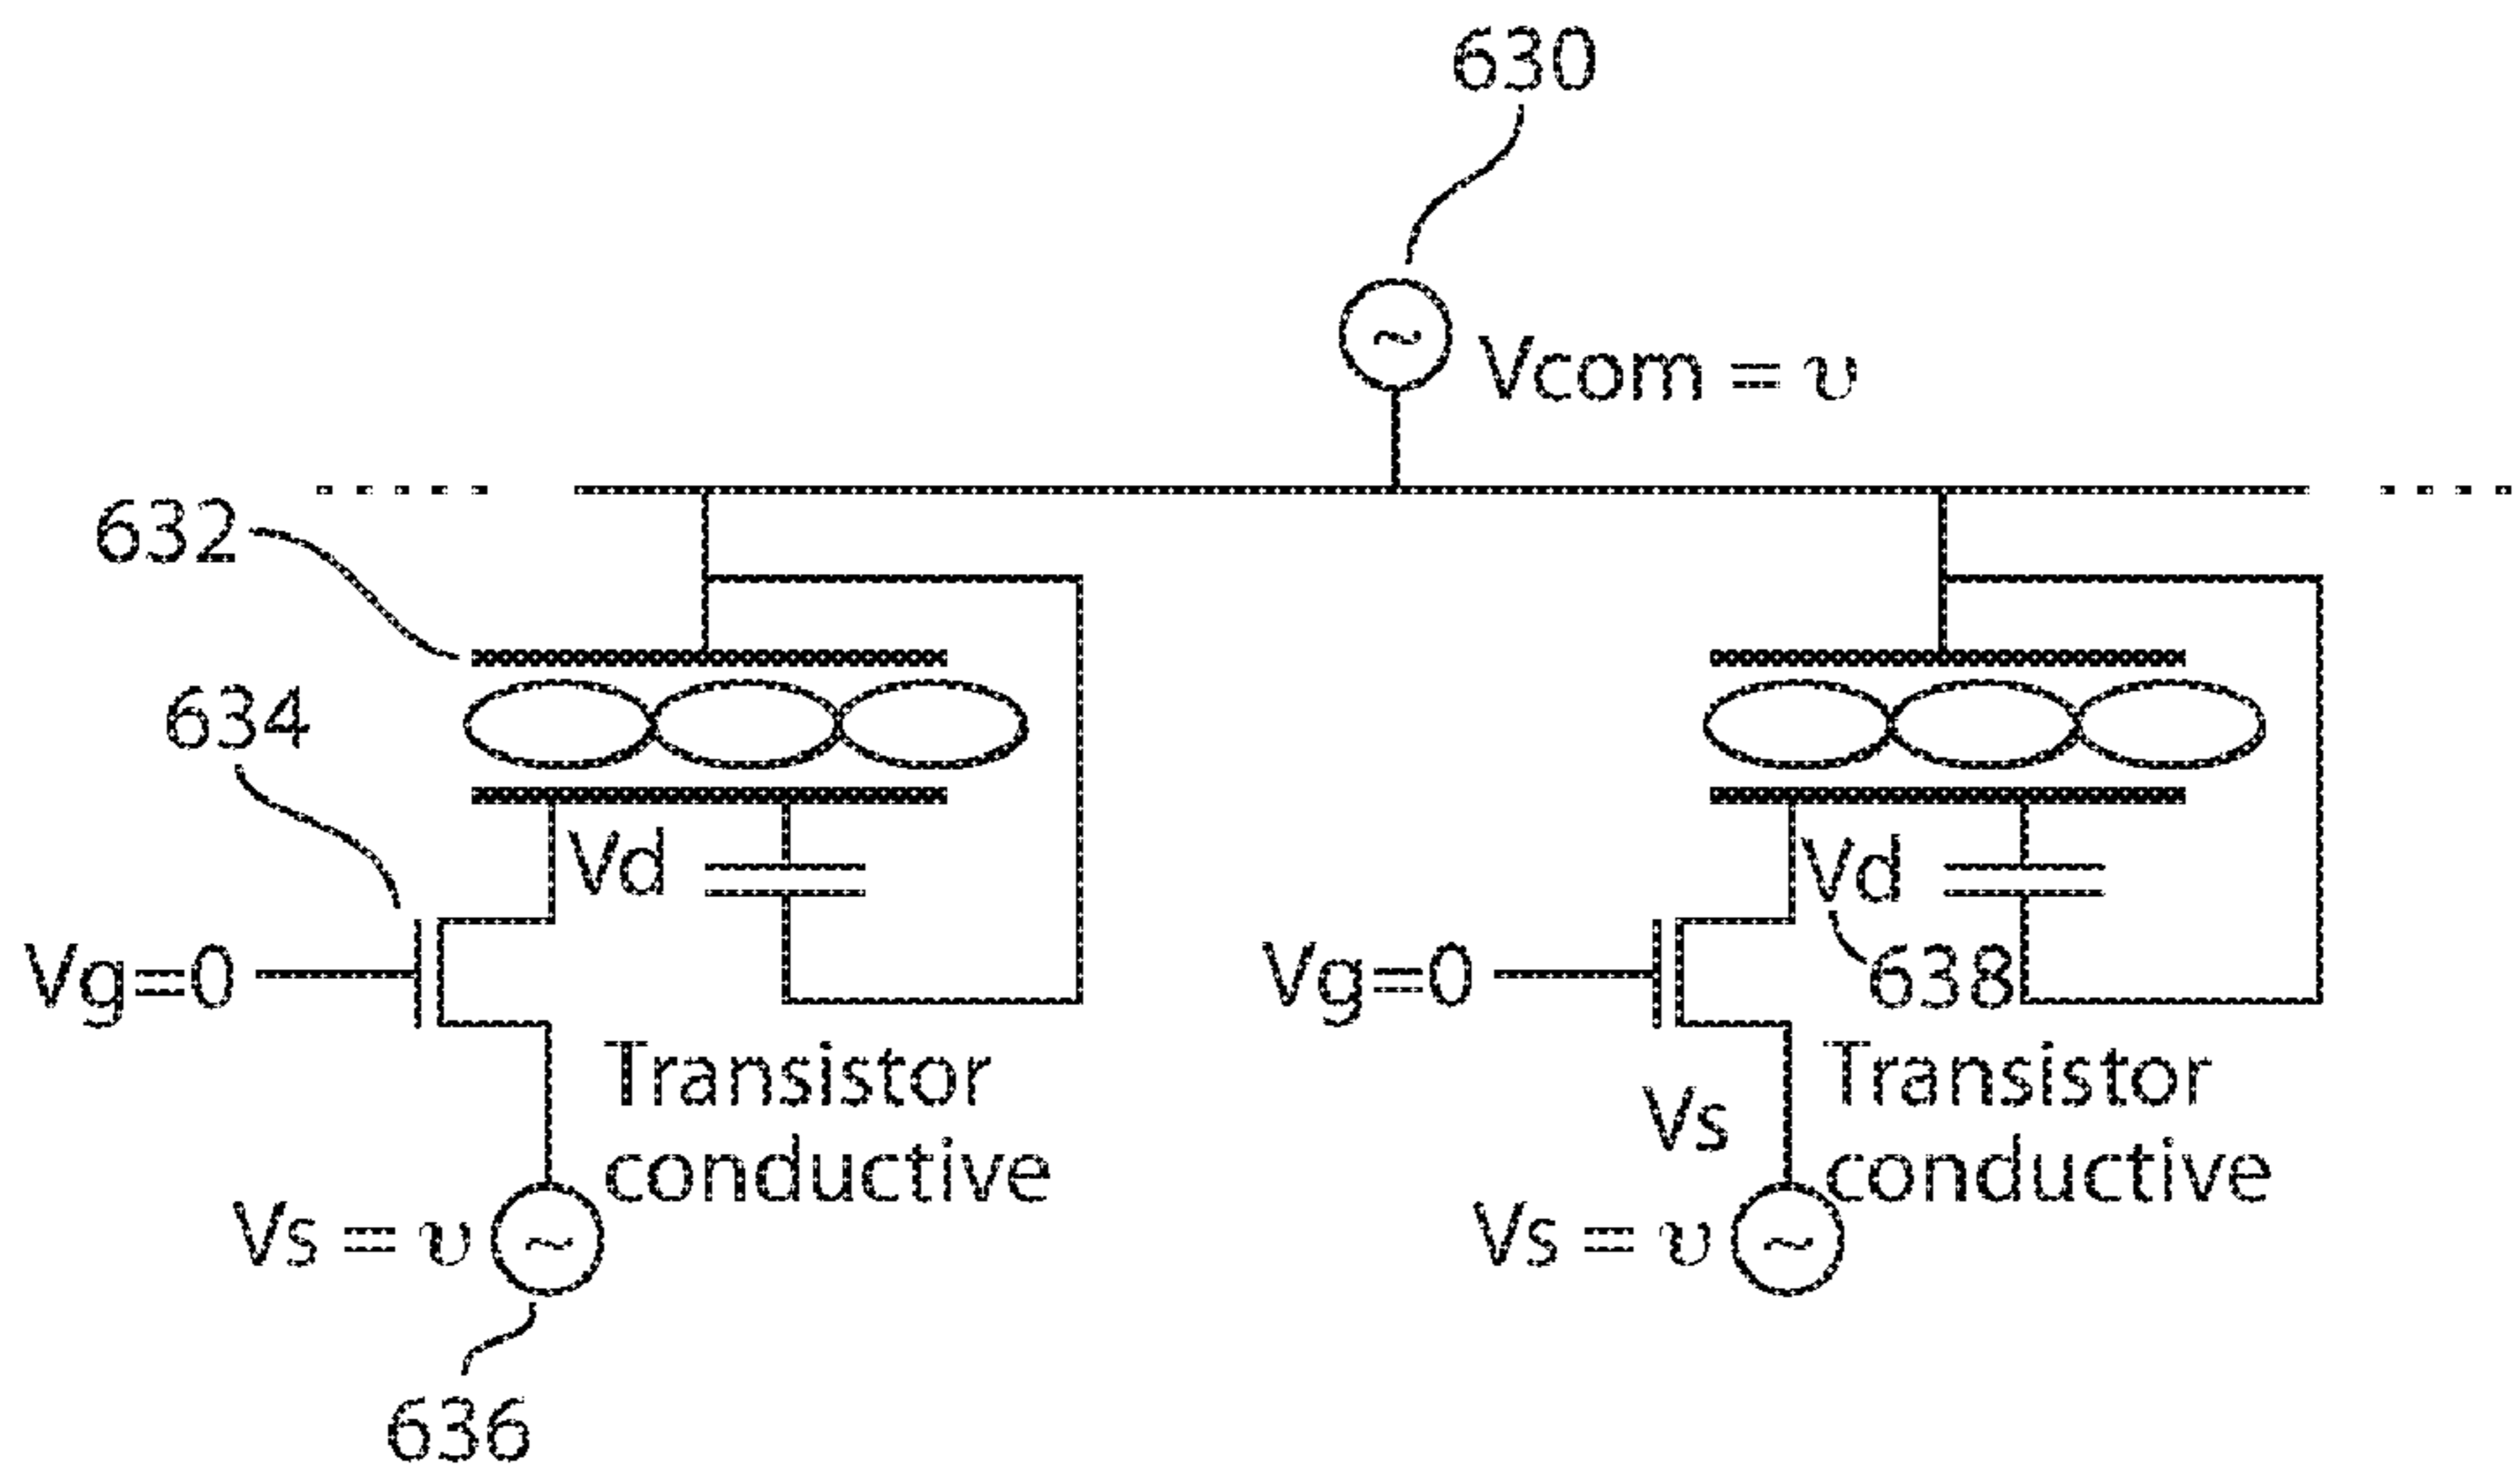 630
Vcom = υ
632
634
Vd
Vd
Vg=0
Vg=0
638
Transistor
conductive
Vs
Transistor
conductive
Vs = υ
~
Vs = υ
~
636
~